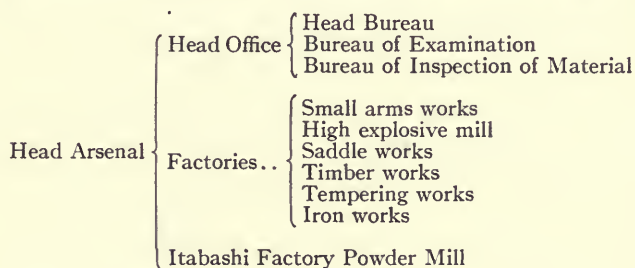 Head Arsenal
Head Office
Head Bureau
Bureau of Examination
Bureau of Inspection of Material
Factories..
Small arms works
High explosive mill
Saddle works
Timber works
Tempering works
Iron works
Itabashi Factory Powder Mill